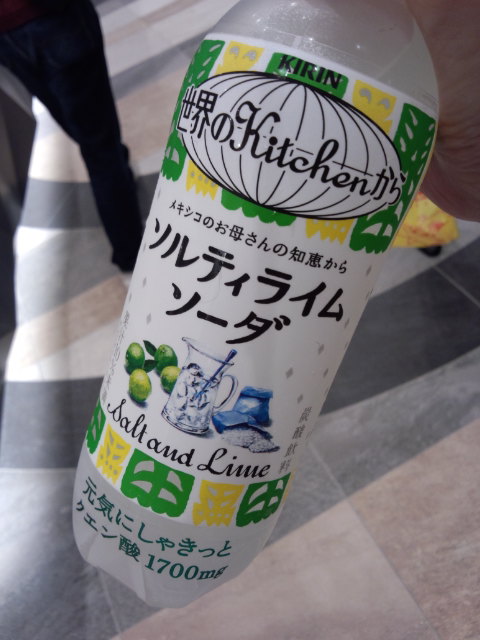 KIRIN
世界のKitchenから
メキシコのお母さんの知恵から
ソルティライム
ソーダ
炭酸飲料
Salt and Lime
元気にしゃきっと
クエン酸 1700mg